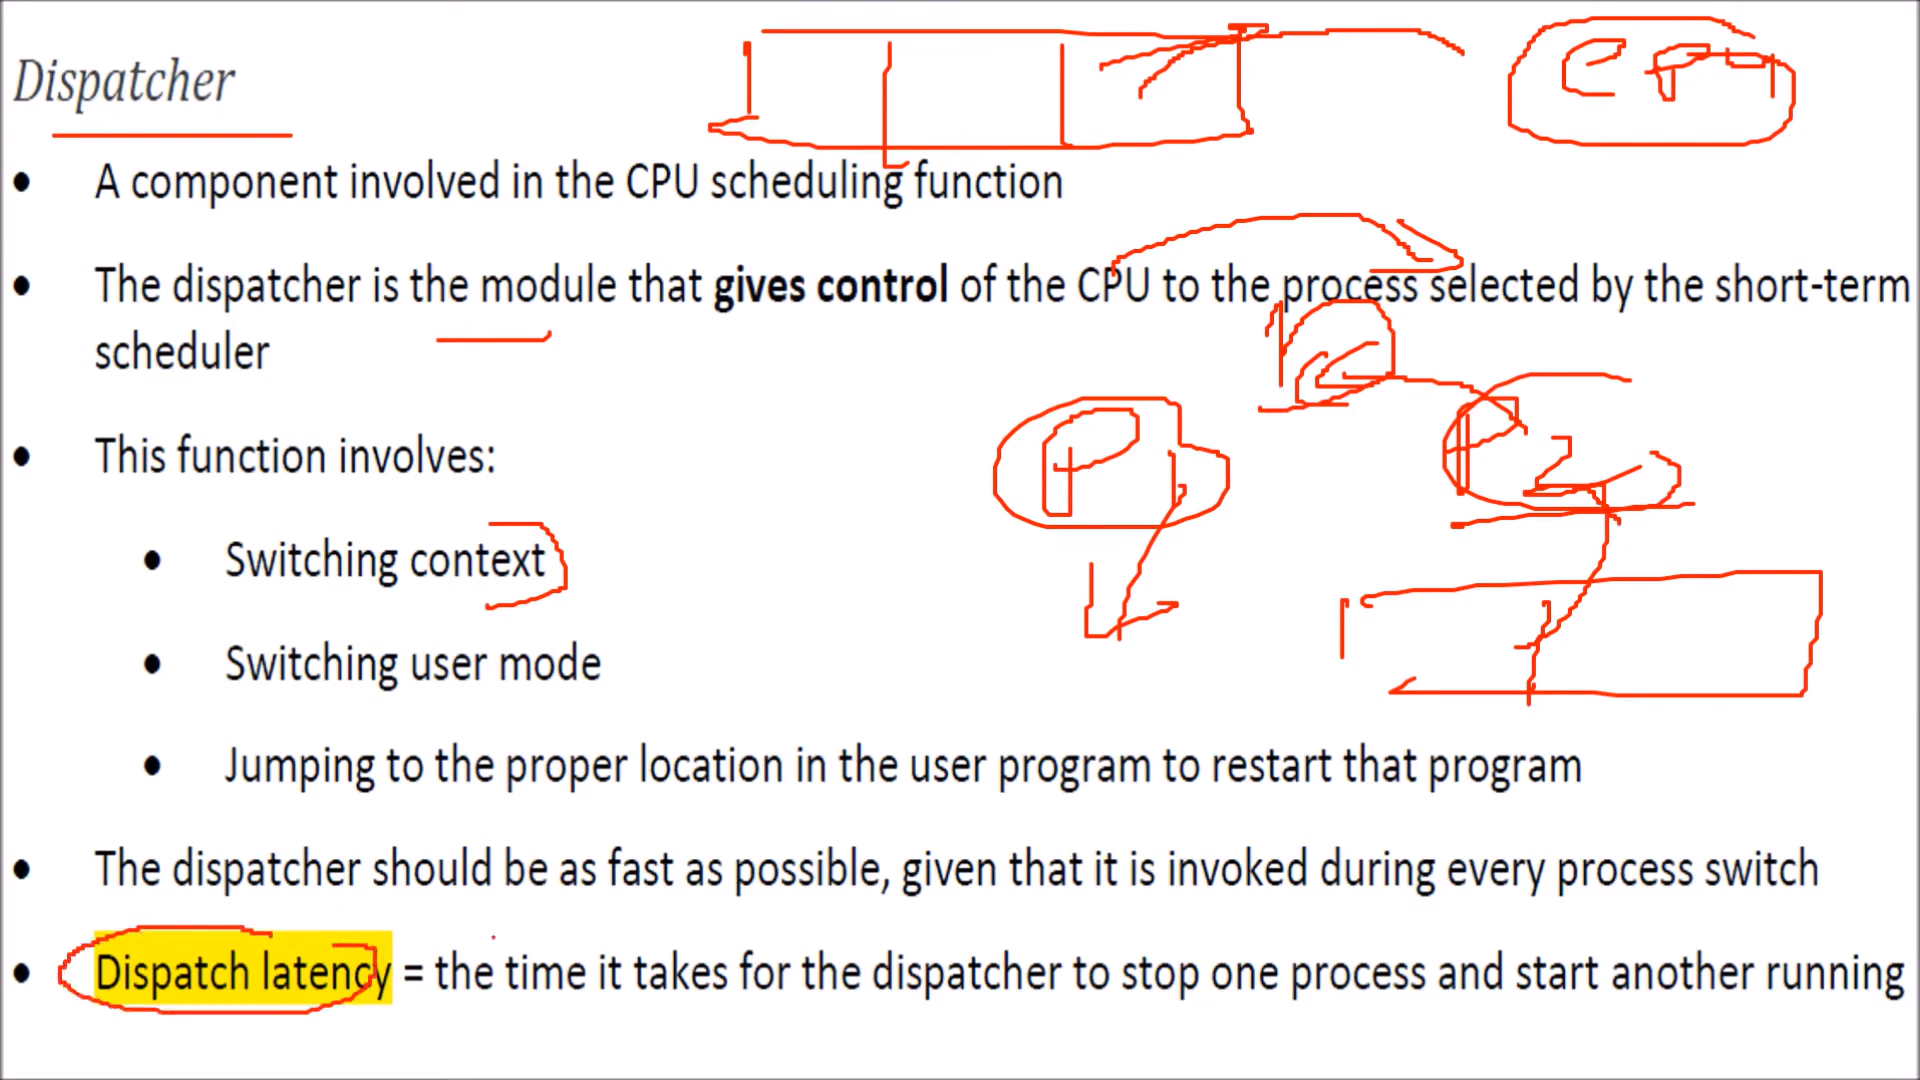 Dispatcher
CPU
• A component involved in the CPU scheduling function
• The dispatcher is the module that gives control of the CPU to the process selected by the short-term
scheduler
• This function involves:
P1
P2
• Switching context
• Switching user mode
• Jumping to the proper location in the user program to restart that program
• The dispatcher should be as fast as possible, given that it is invoked during every process switch
• Dispatch latency = the time it takes for the dispatcher to stop one process and start another running